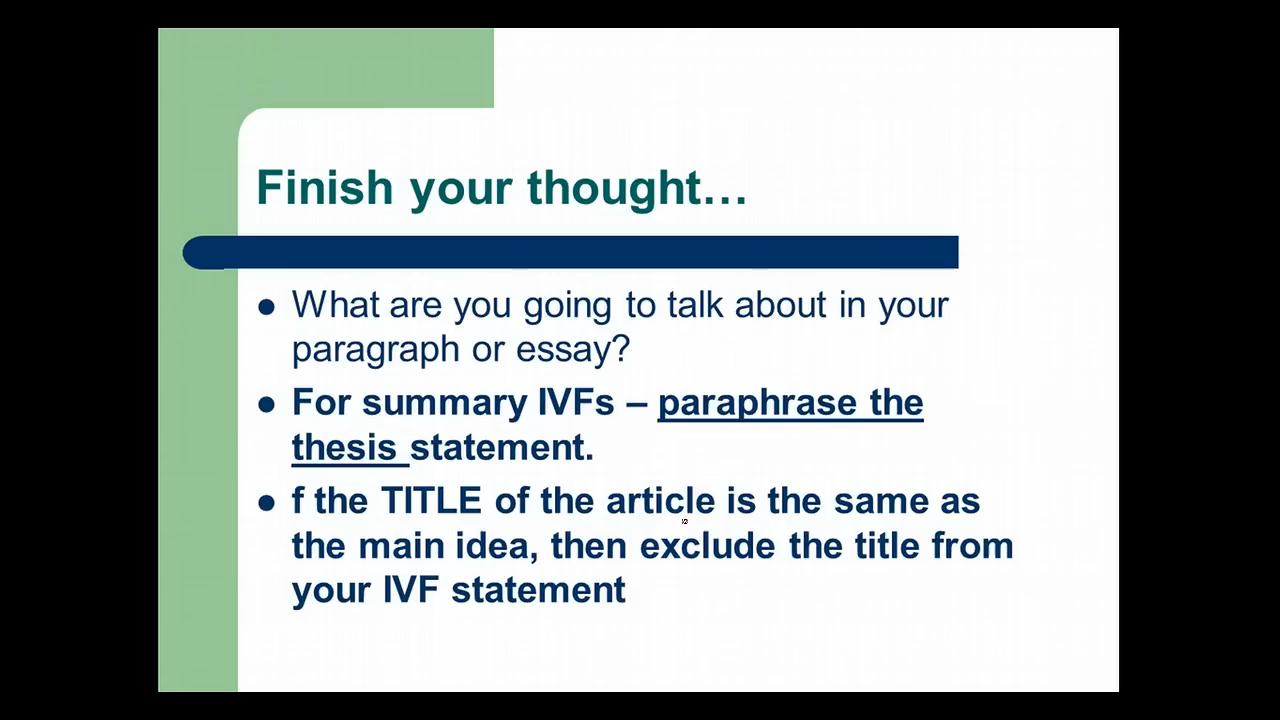 Finish your thought…
● What are you going to talk about in your
paragraph or essay?
● For summary IVFs – paraphrase the
thesis statement.
● f the TITLE of the article is the same as
the main idea, then exclude the title from
your IVF statement